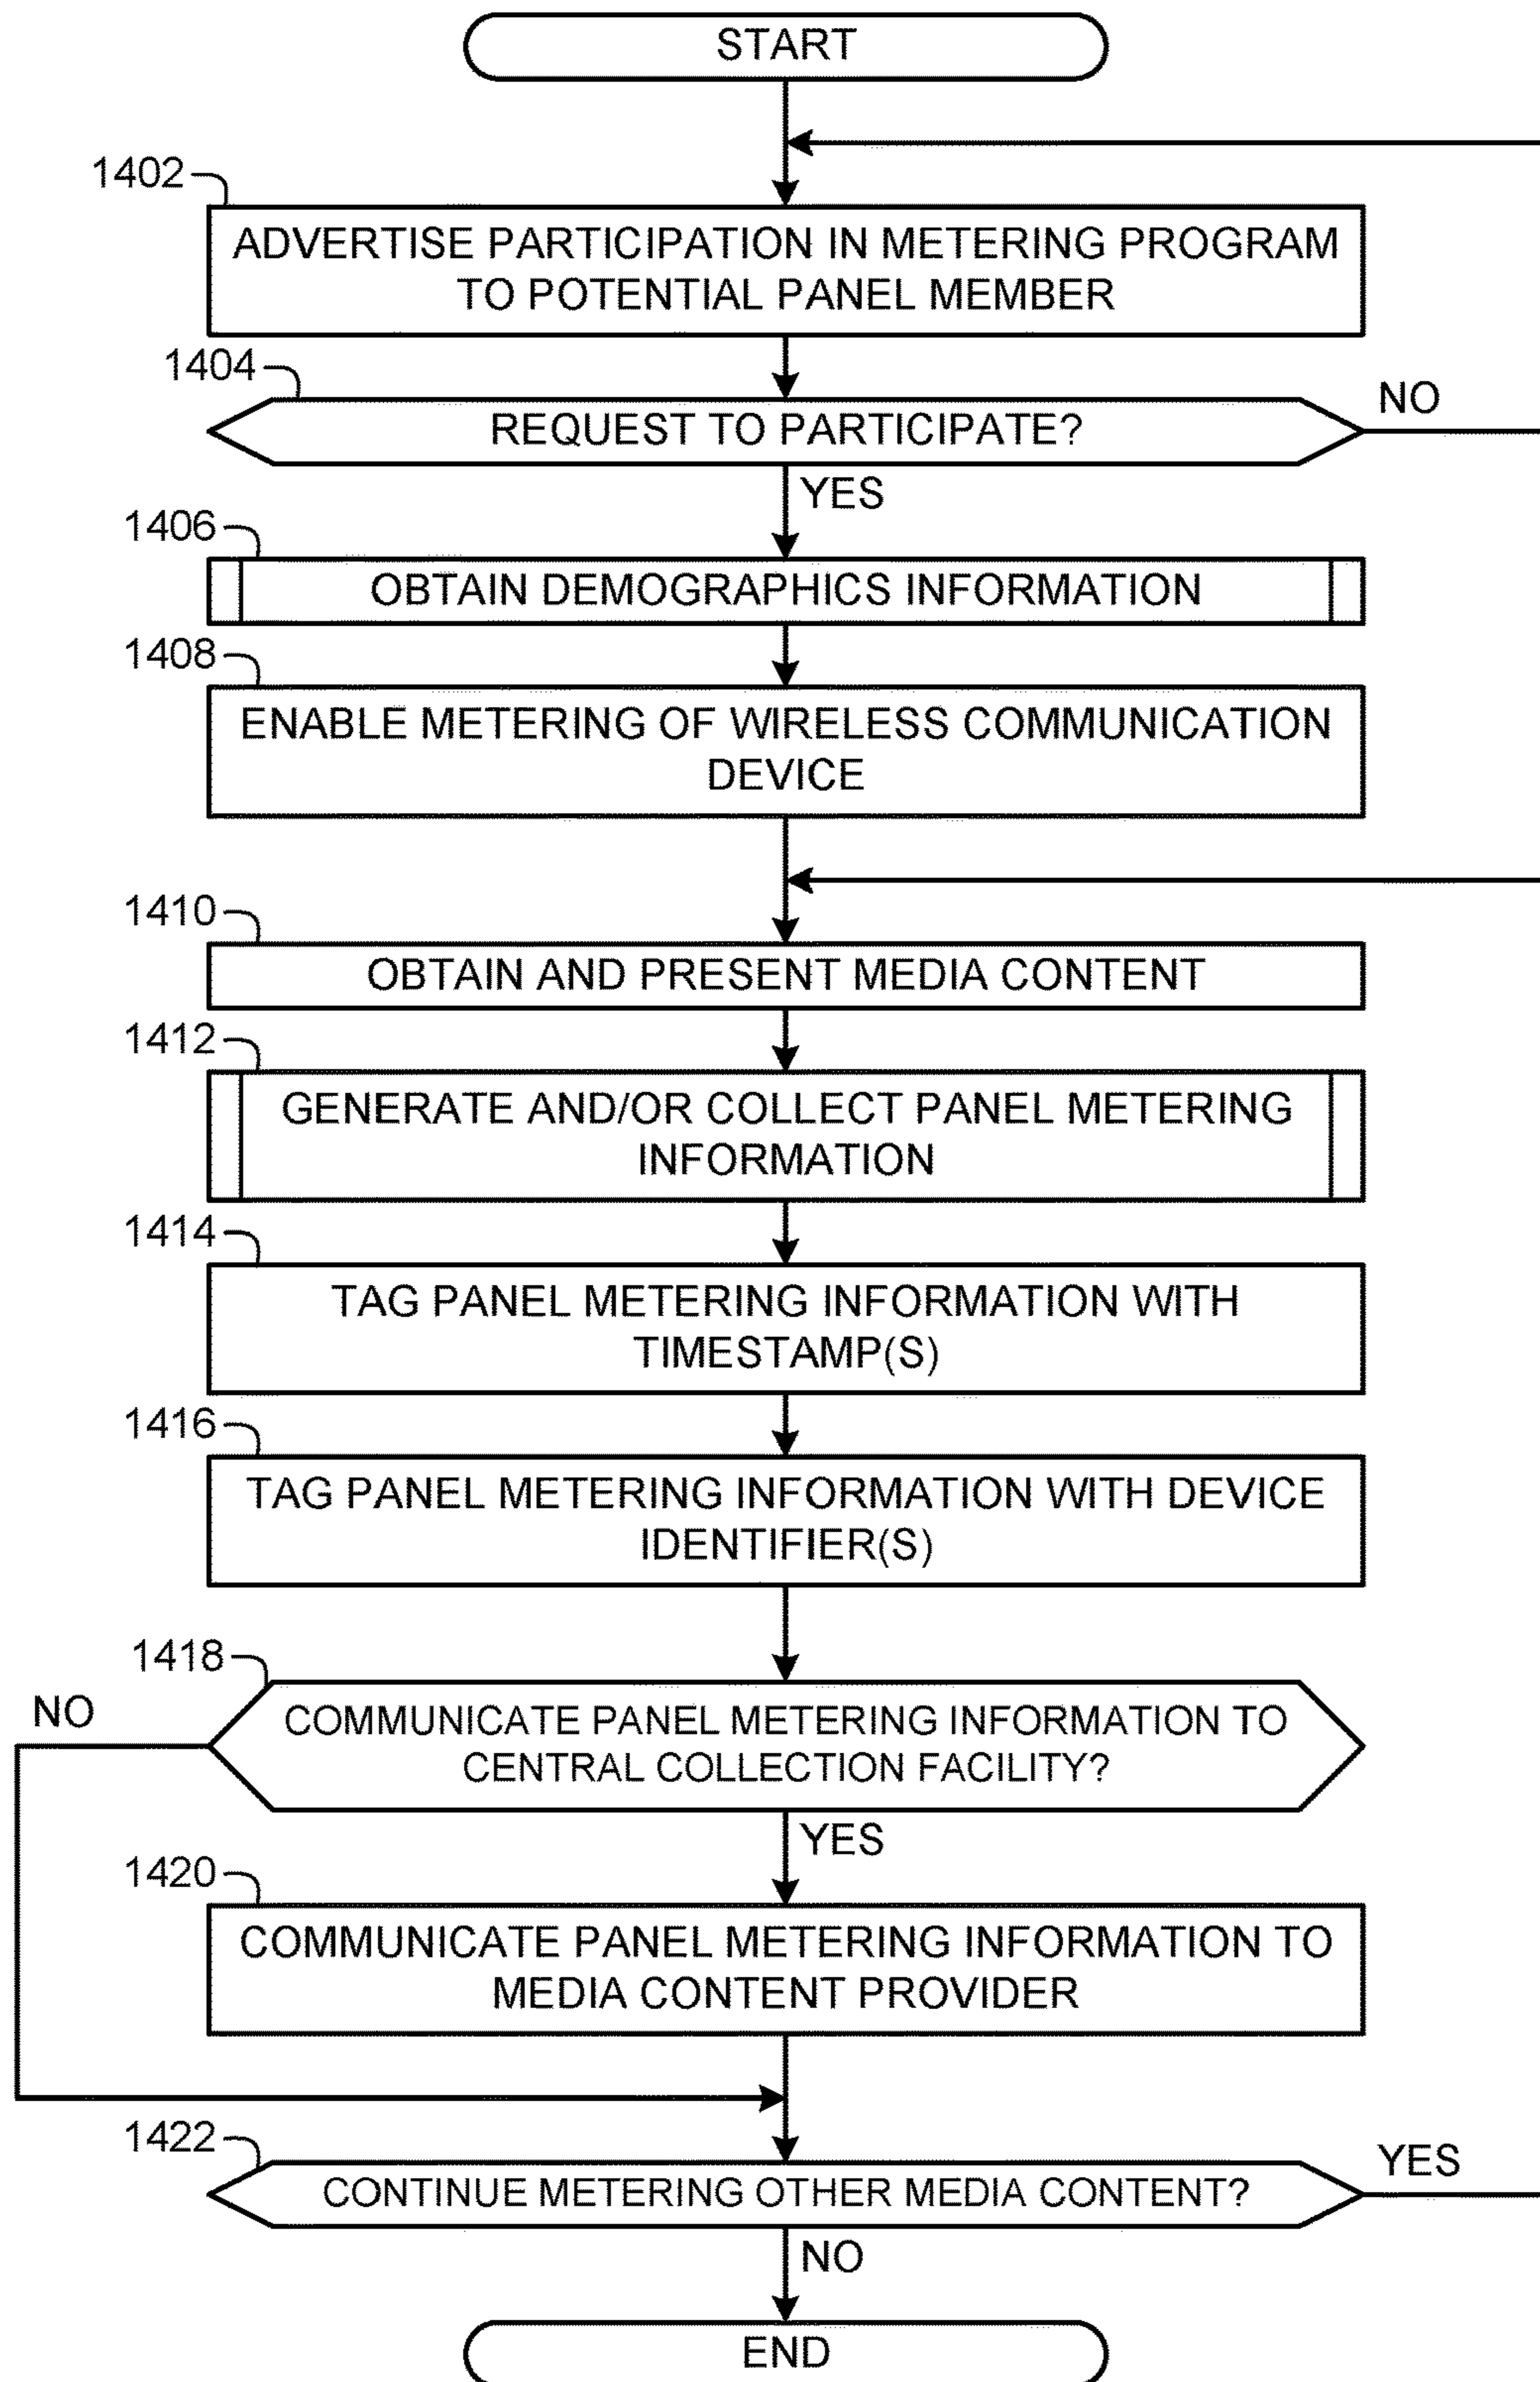 START
1402
ADVERTISE PARTICIPATION IN METERING PROGRAM
TO POTENTIAL PANEL MEMBER
1404
REQUEST TO PARTICIPATE?
NO
YES
1406
OBTAIN DEMOGRAPHICS INFORMATION
1408
ENABLE METERING OF WIRELESS COMMUNICATION
DEVICE
1410
OBTAIN AND PRESENT MEDIA CONTENT
1412
GENERATE AND/OR COLLECT PANEL METERING
INFORMATION
1414
TAG PANEL METERING INFORMATION WITH
TIMESTAMP(S)
1416
TAG PANEL METERING INFORMATION WITH DEVICE
IDENTIFIER(S)
1418
NO
COMMUNICATE PANEL METERING INFORMATION TO
CENTRAL COLLECTION FACILITY?
YES
1420
COMMUNICATE PANEL METERING INFORMATION TO
MEDIA CONTENT PROVIDER
1422
CONTINUE METERING OTHER MEDIA CONTENT?
YES
NO
END